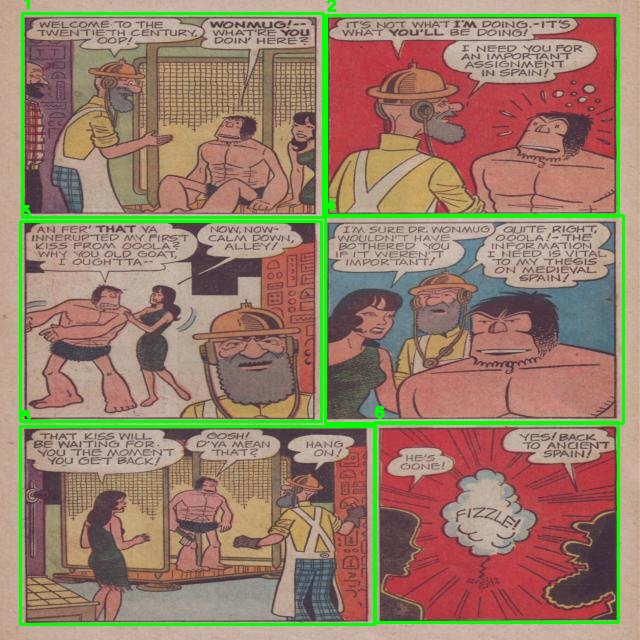 1
WELCOME TO THE
TWENTIETH CENTURY,
OOP!
WONMUG!--
WHAT'RE YOU
DOIN' HERE?
2
IT'S NOT WHAT I'M DOING.-IT'S
WHAT YOU'LL BE DOING!
I NEED YOU FOR
AN IMPORTANT
ASSIGNMENT
IN SPAIN!
AN FER' THAT YA
INNERUPTED MY FIRST
KISS FROM OOOLA?
WHY YOU OLD GOAT,
I OUGHTTA--
NOW, NOW-
CALM DOWN,
ALLEY!
I'M SURE DR. WONMUG
WOULDN'T HAVE
BOTHERED YOU
IF IT WEREN'T
IMPORTANT!
QUITE RIGHT,
OOOLA!--THE
INFORMATION
I NEED IS VITAL
TO MY THESIS
ON MEDIEVAL
SPAIN!
THAT KISS WILL
BE WAITING FOR
YOU THE MOMENT
YOU GET BACK!
GOSH!
D'YA MEAN
THAT?
HANG
ON!
HE'S
GONE!
FIZZLE!
YES! BACK
TO ANCIENT
SPAIN!